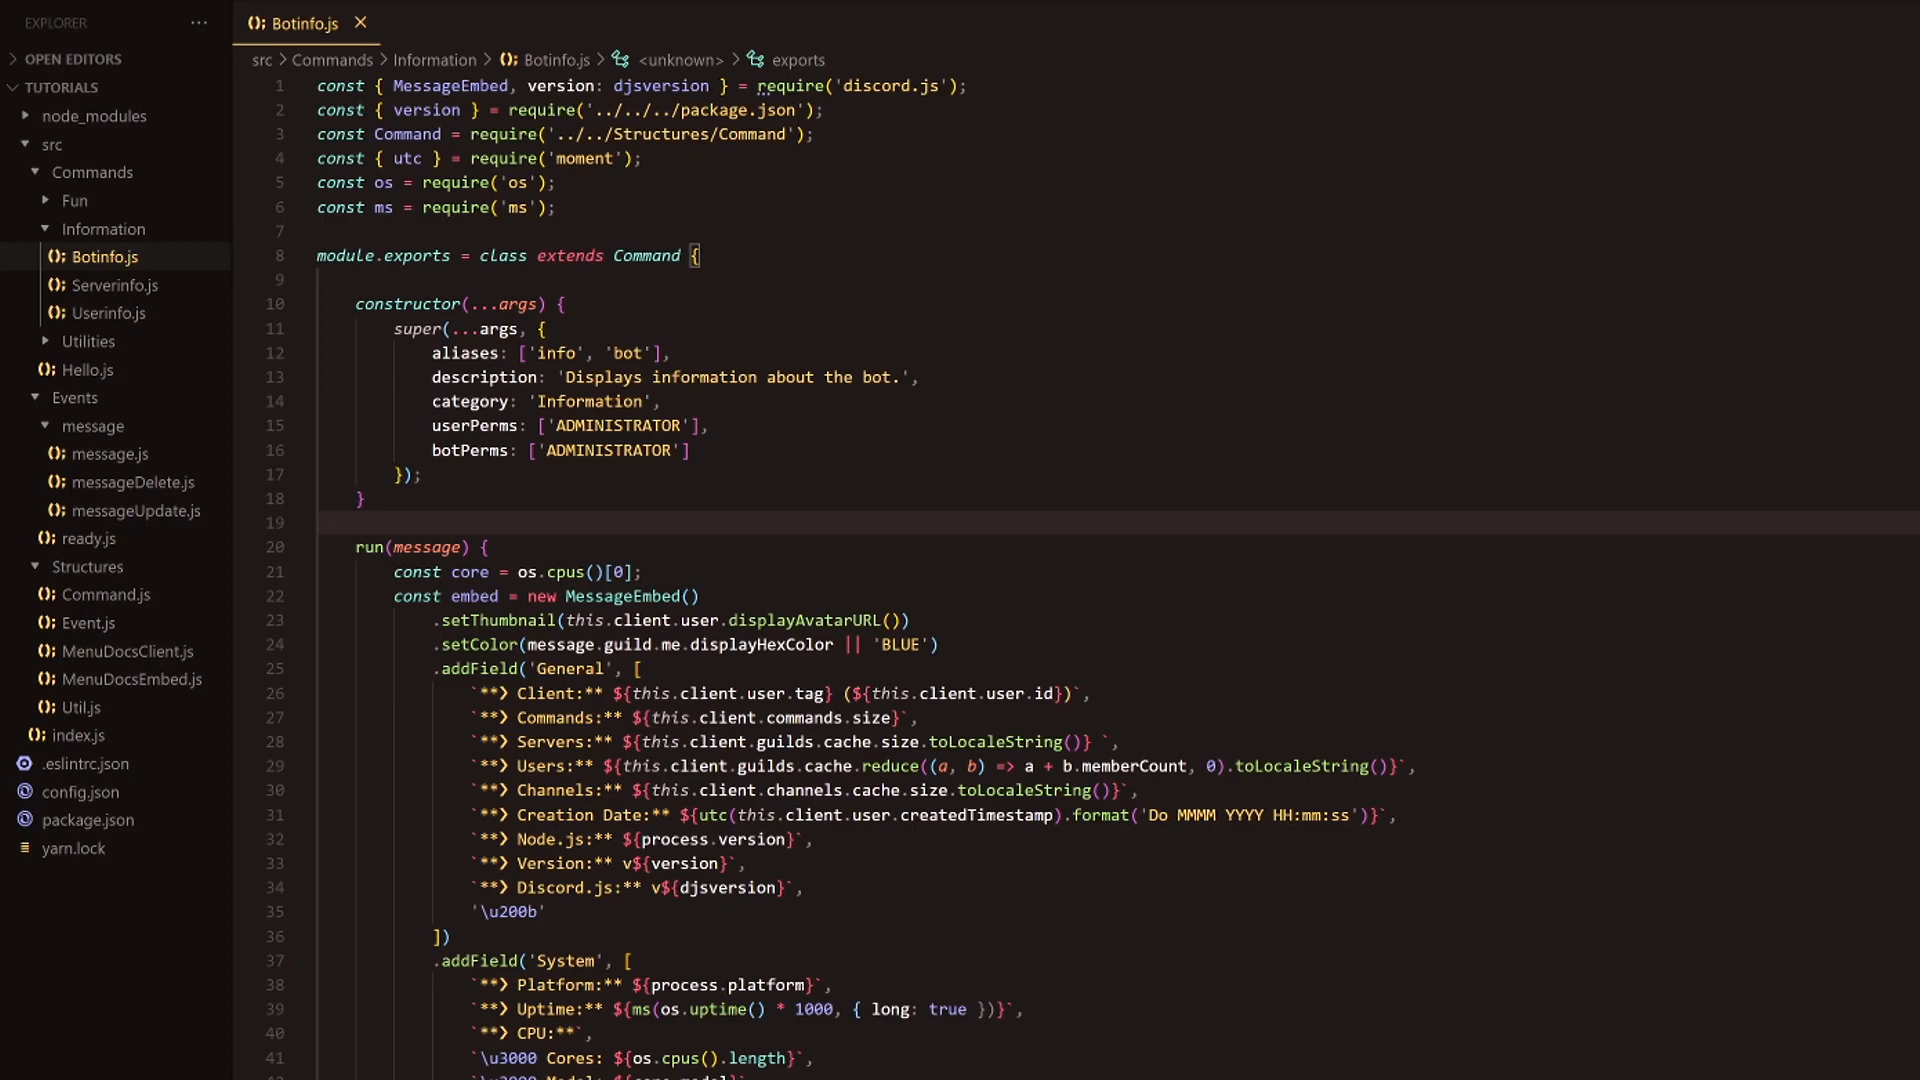 EXPLORER
OPEN EDITORS
TUTORIALS
node_modules
src
Commands
Fun
Information
Botinfo.js
Serverinfo.js
Userinfo.js
Utilities
Hello.js
Events
message
message.js
messageDelete.js
messageUpdate.js
ready.js
Structures
Command.js
Event.js
MenuDocsClient.js
MenuDocsEmbed.js
Util.js
index.js
.eslintrc.json
config.json
package.json
yarn.lock
Botinfo.js
src > Commands > Information > Botinfo.js > <unknown> > exports
1 const { MessageEmbed, version: djsversion } = require('discord.js');
2 const { version } = require('../../../package.json');
3 const Command = require('../../Structures/Command');
4 const { utc } = require('moment');
5 const os = require('os');
6 const ms = require('ms');
7
8 module.exports = class extends Command {
9
10 constructor(...args) {
11 super(...args, {
12 aliases: ['info', 'bot'],
13 description: 'Displays information about the bot.',
14 category: 'Information',
15 userPerms: ['ADMINISTRATOR'],
16 botPerms: ['ADMINISTRATOR']
17 });
18 }
19
20 run(message) {
21 const core = os.cpus()[0];
22 const embed = new MessageEmbed()
23 .setThumbnail(this.client.user.displayAvatarURL())
24 .setColor(message.guild.me.displayHexColor || 'BLUE')
25 .addField('General', [
26 `**❯ Client:** ${this.client.user.tag} (${this.client.user.id})`,
27 `**❯ Commands:** ${this.client.commands.size}`,
28 `**❯ Servers:** ${this.client.guilds.cache.size.toLocaleString()} `,
29 `**❯ Users:** ${this.client.guilds.cache.reduce((a, b) => a + b.memberCount, 0).toLocaleString()}`,
30 `**❯ Channels:** ${this.client.channels.cache.size.toLocaleString()}`,
31 `**❯ Creation Date:** ${utc(this.client.user.createdTimestamp).format('Do MMMM YYYY HH:mm:ss')}`,
32 `**❯ Node.js:** ${process.version}`,
33 `**❯ Version:** v${version}`,
34 `**❯ Discord.js:** v${djsversion}`,
35 '\u200b'
36 ])
37 .addField('System', [
38 `**❯ Platform:** ${process.platform}`,
39 `**❯ Uptime:** ${ms(os.uptime() * 1000, { long: true })}`,
40 `**❯ CPU:**`,
41 `\u3000 Cores: ${os.cpus().length}`,